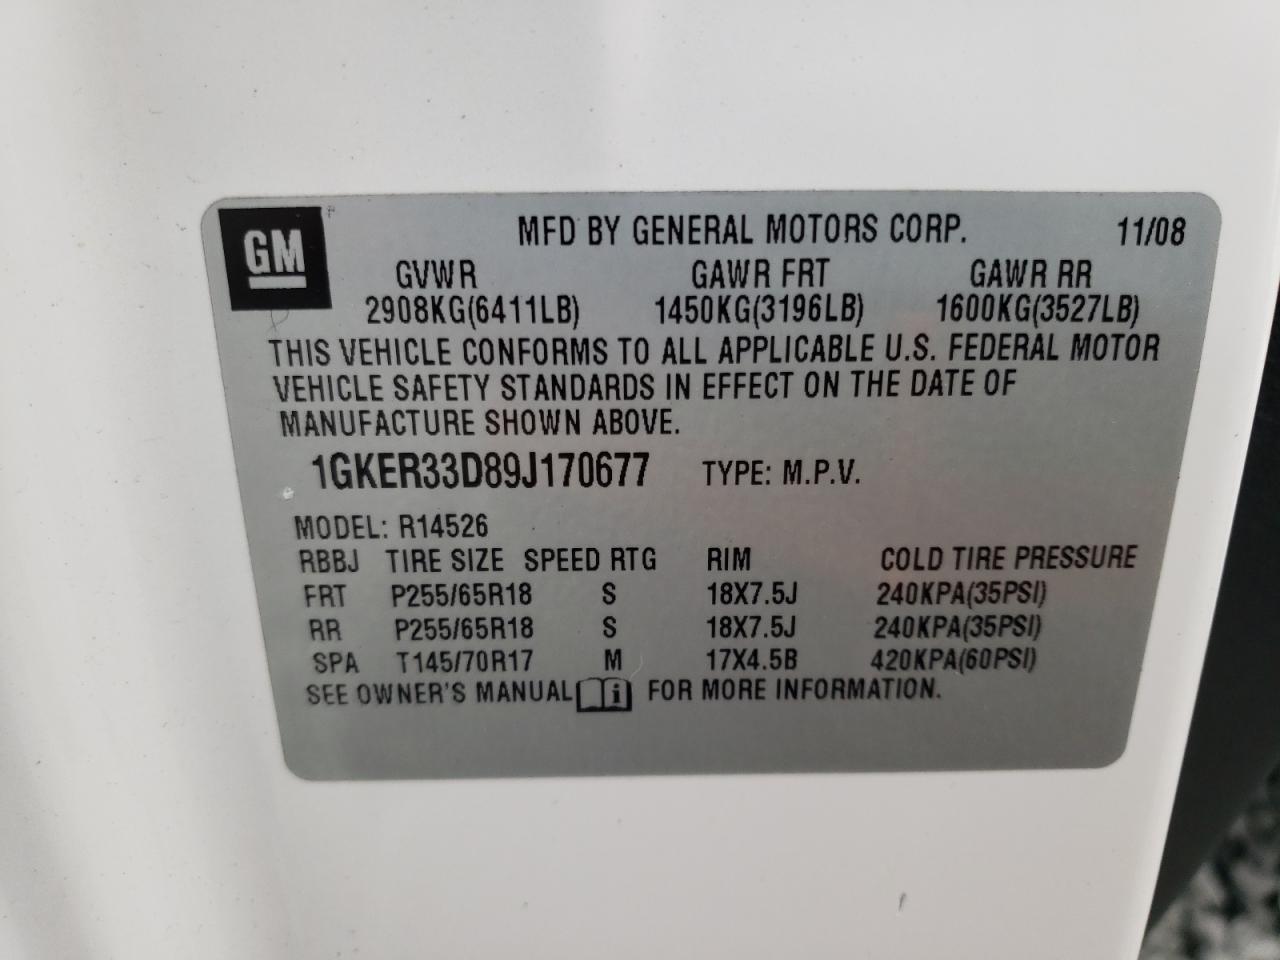 GM MFD BY GENERAL MOTORS CORP. 11/08
GVWR GAWR FRT GAWR RR
2908KG(6411LB) 1450KG(3196LB) 1600KG(3527LB)
THIS VEHICLE CONFORMS TO ALL APPLICABLE U.S. FEDERAL MOTOR
VEHICLE SAFETY STANDARDS IN EFFECT ON THE DATE OF
MANUFACTURE SHOWN ABOVE.
1GKER33D89J170677 TYPE: M.P.V.
MODEL: R14526
RBBJ TIRE SIZE SPEED RTG RIM COLD TIRE PRESSURE
FRT P255/65R18 S 18X7.5J 240KPA(35PSI)
RR P255/65R18 S 18X7.5J 240KPA(35PSI)
SPA T145/70R17 M 17X4.5B 420KPA(60PSI)
SEE OWNER'S MANUAL i FOR MORE INFORMATION.